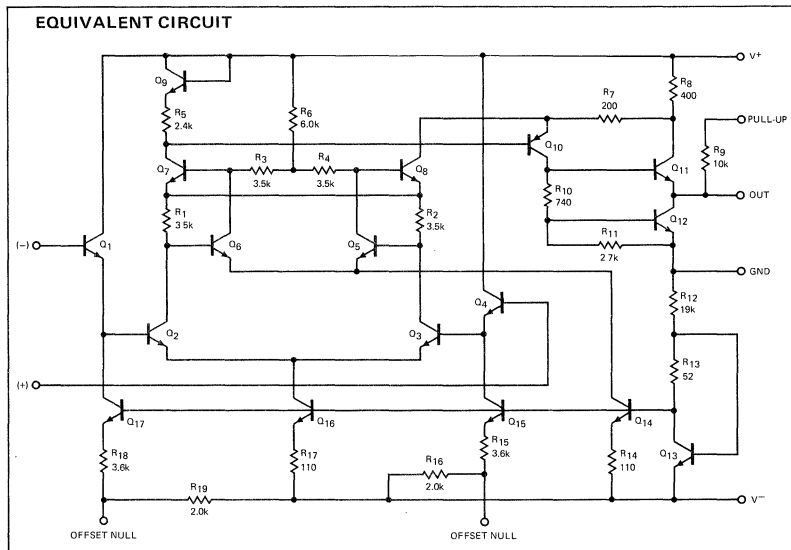 EQUIVALENT CIRCUIT
V+
Q9
R8
400
R7
200
PULL-UP
R5
2.4k
R6
6.0k
Q10
R9
10k
Q7
R3
3.5k
R4
3.5k
Q8
Q11
R10
740
OUT
R1
3.5k
R2
3.5k
Q12
(-)
Q1
Q6
Q5
R11
2 7k
GND
R12
19k
Q4
Q2
Q3
R13
52
(+)
Q17
Q16
Q15
Q14
Q13
R18
3.6k
R17
110
R15
3.6k
R14
110
R16
2.0k
R19
2.0k
V−
OFFSET NULL
OFFSET NULL